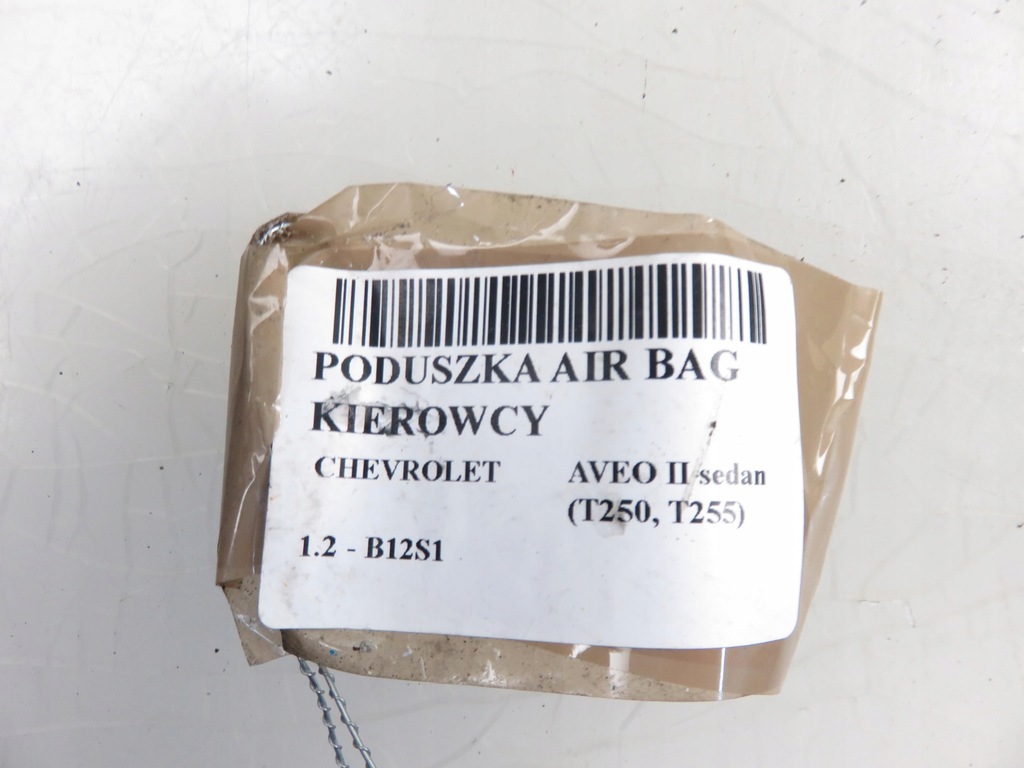 PODUSZKA AIR BAG
KIEROWCY
CHEVROLET AVEO II sedan
(T250, T255)
1.2 - B12S1